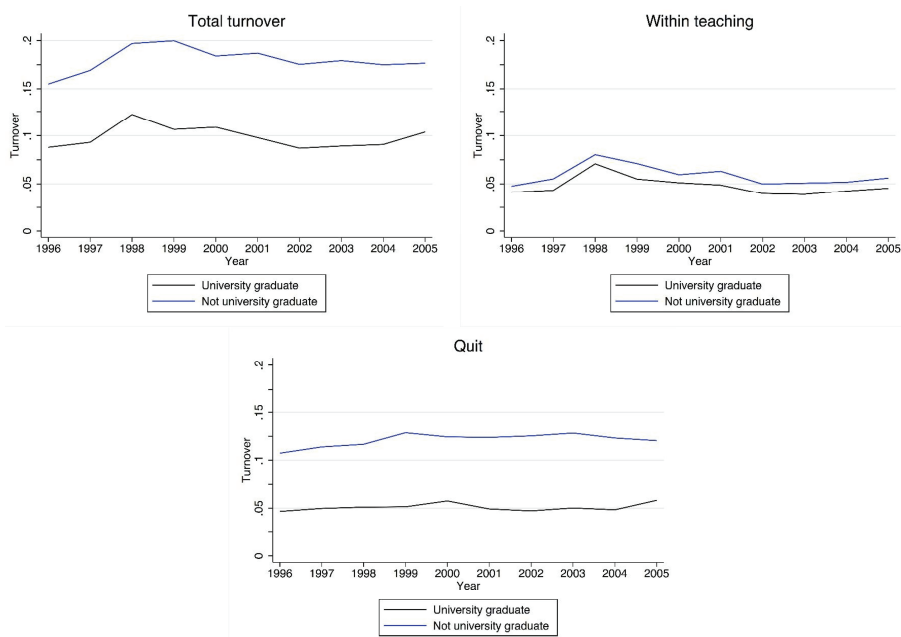 Total turnover
Turnover
0 .05 .1 .15 .2
1996 1997 1998 1999 2000 2001 2002 2003 2004 2005
Year
University graduate
Not university graduate
Within teaching
Turnover
0 .05 .1 .15 .2
1996 1997 1998 1999 2000 2001 2002 2003 2004 2005
Year
University graduate
Not university graduate
Quit
Turnover
0 .05 .1 .15 .2
1996 1997 1998 1999 2000 2001 2002 2003 2004 2005
Year
University graduate
Not university graduate